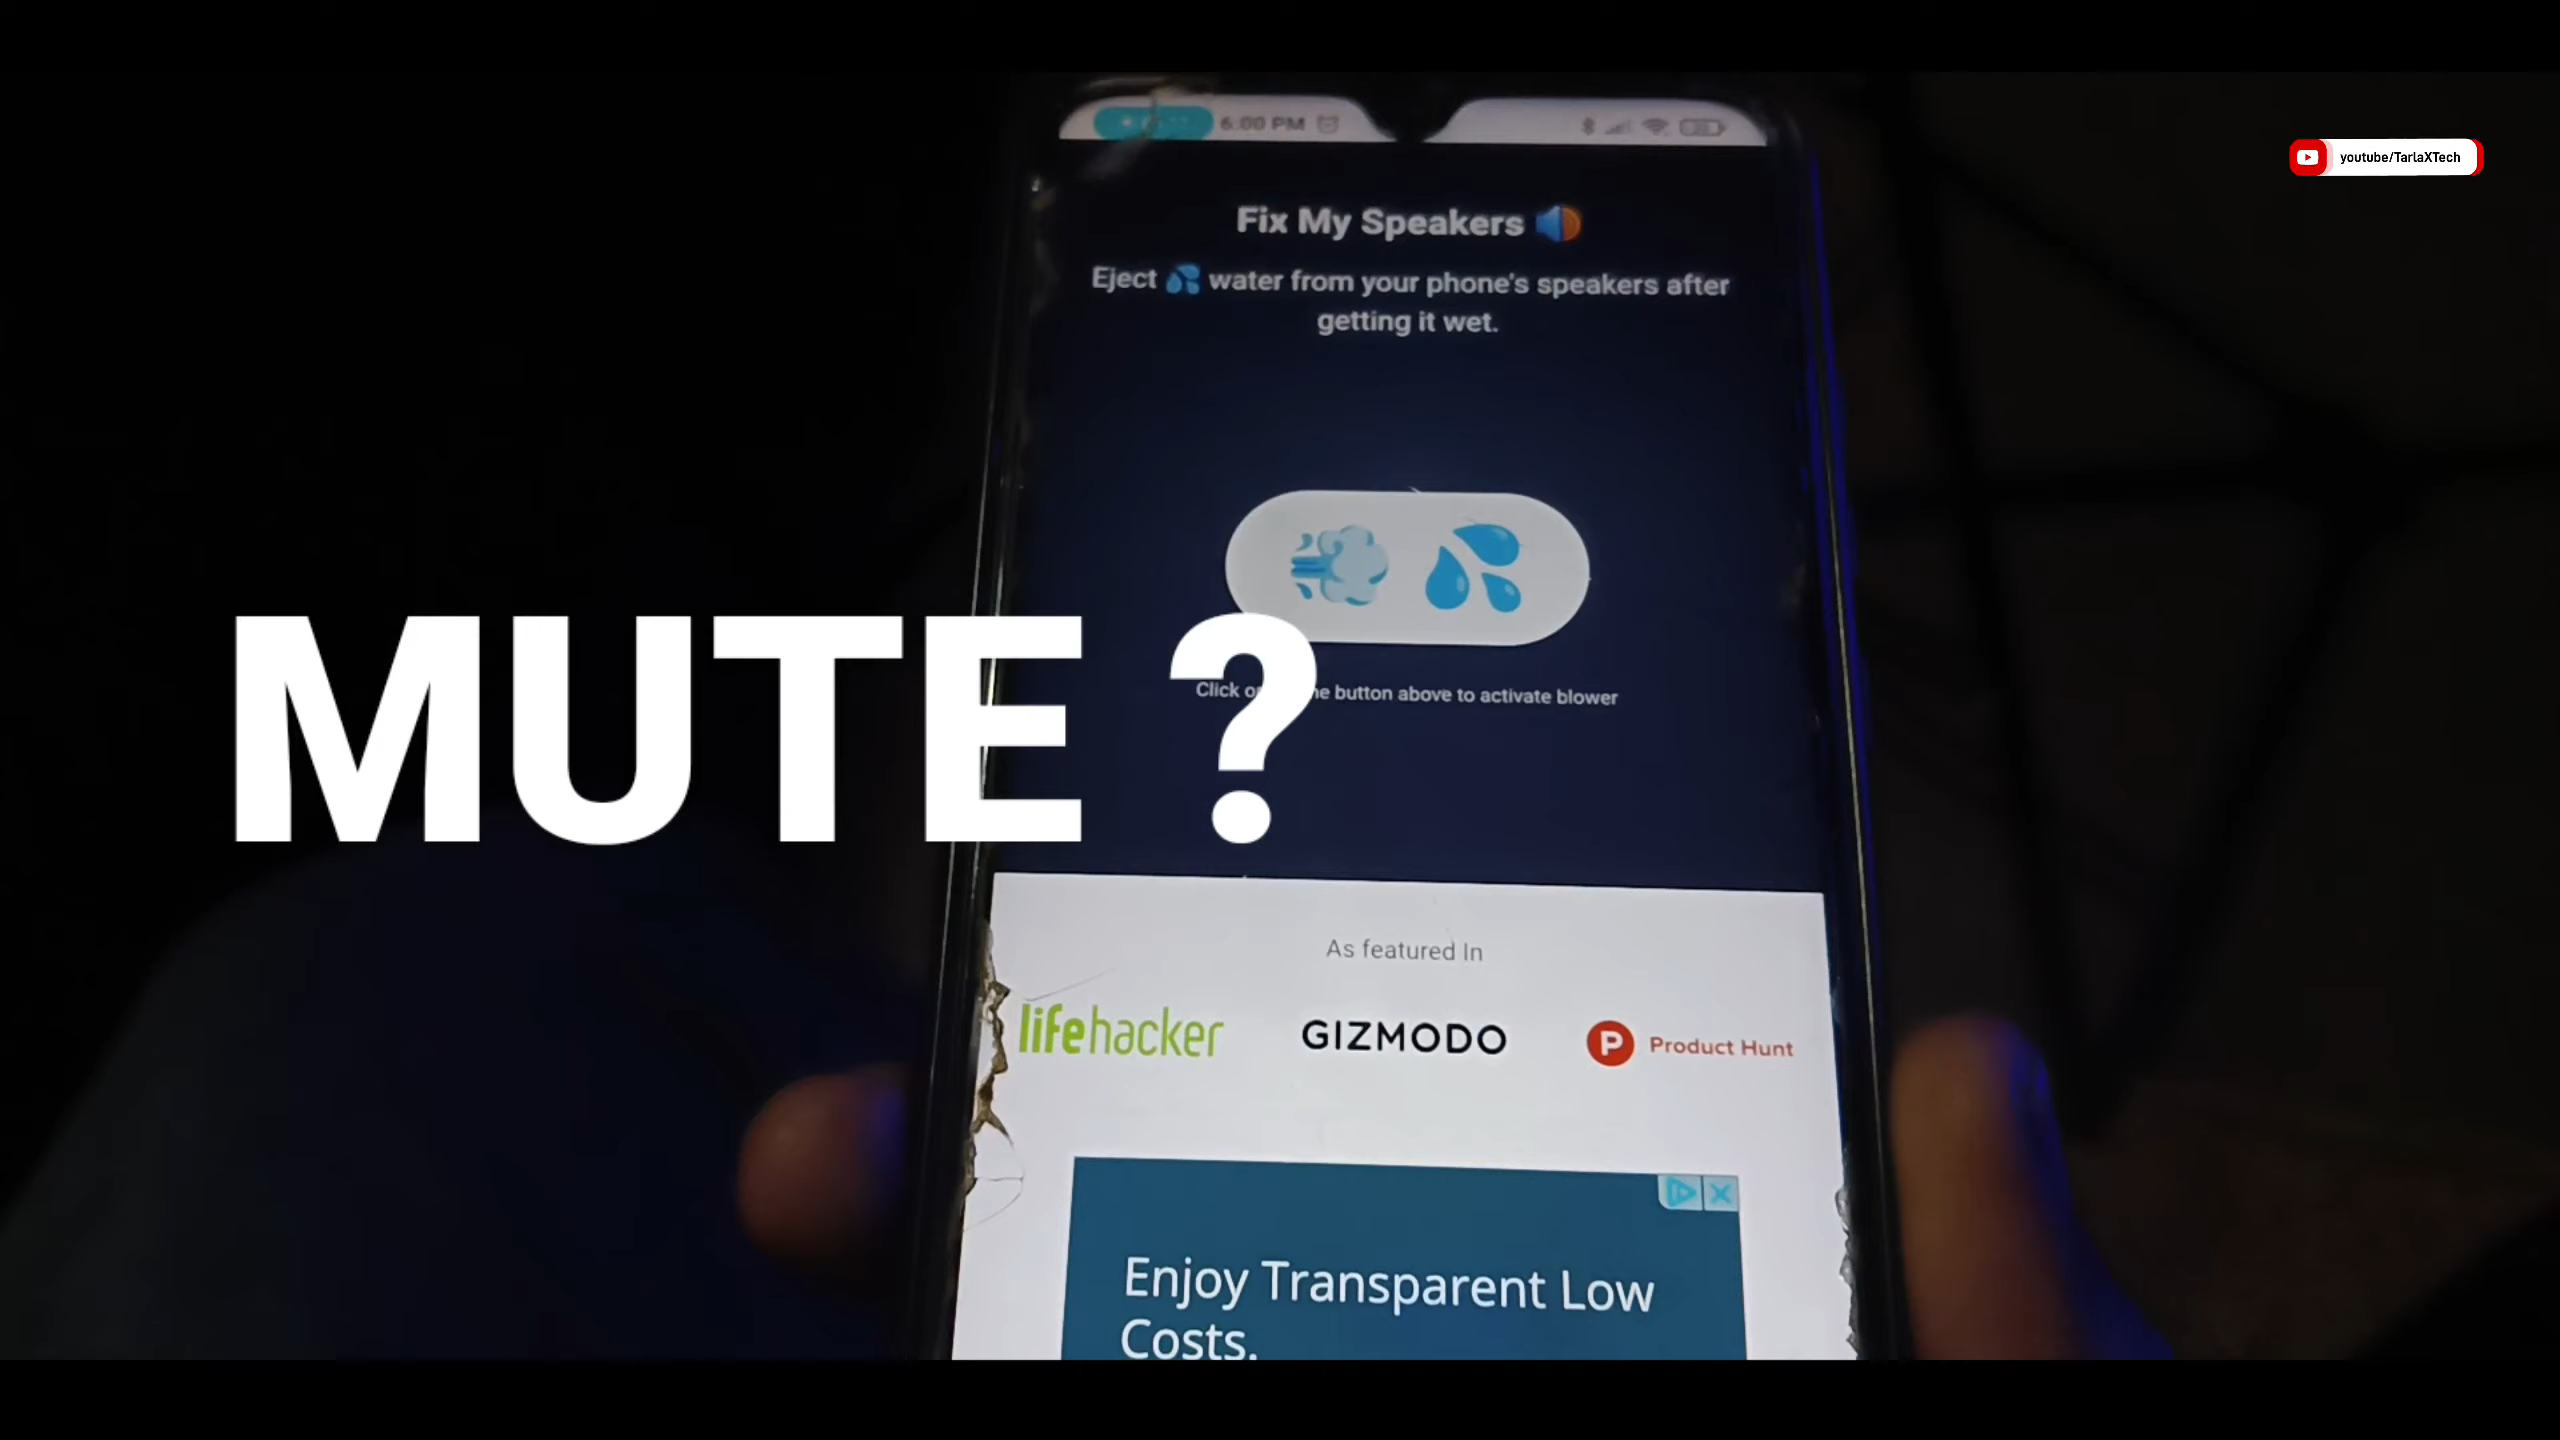 6:00 PM
youtube/TarlaXTech
Fix My Speakers
Eject water from your phone's speakers after
getting it wet.
MUTE ?
Click button above to activate blower
As featured In
lifehacker
GIZMODO
Product Hunt
Enjoy Transparent Low
Costs.